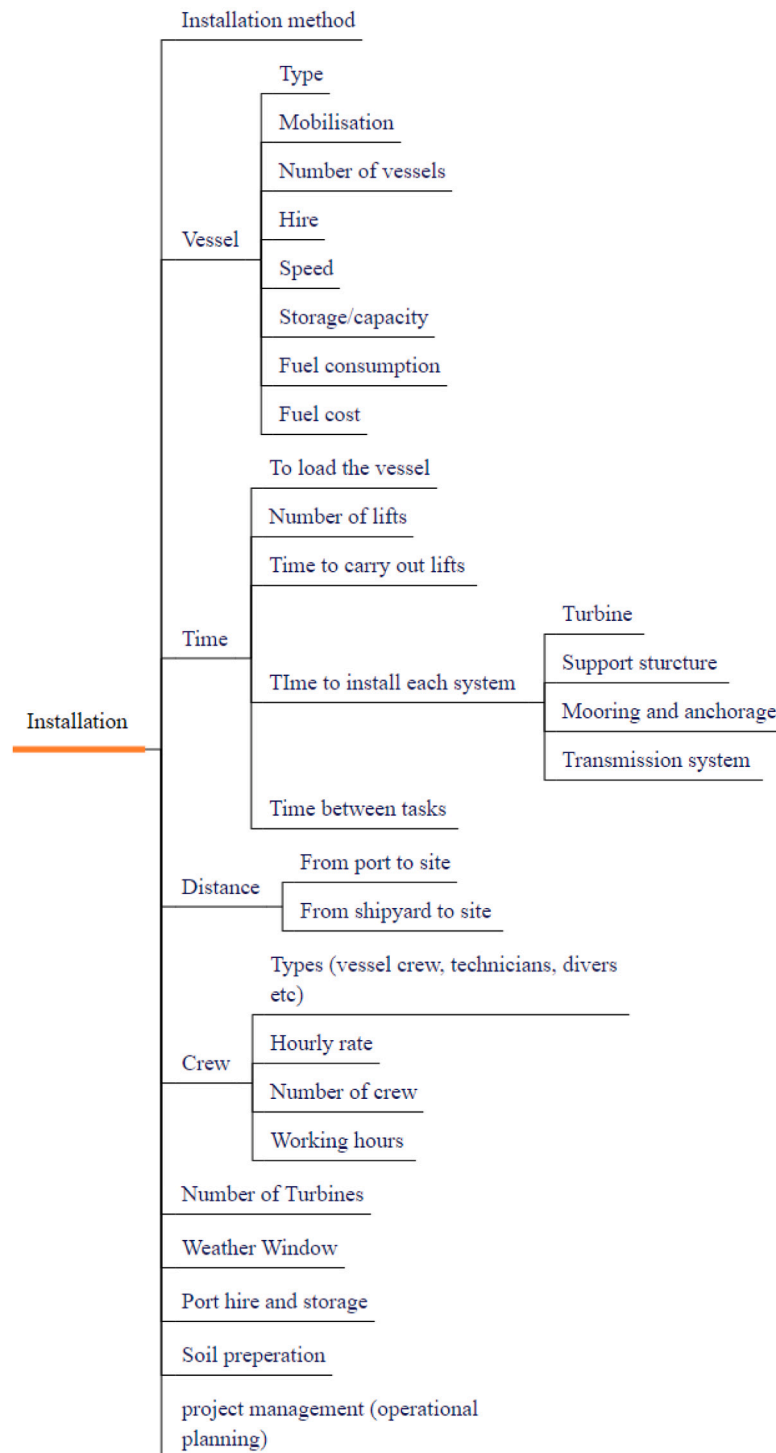 Installation method
Type
Mobilisation
Number of vessels
Hire
Vessel
Speed
Storage/capacity
Fuel consumption
Fuel cost
To load the vessel
Number of lifts
Time to carry out lifts
Turbine
Time
Support sturcture
TIme to install each system
Mooring and anchorage
Installation
Transmission system
Time between tasks
From port to site
Distance
From shipyard to site
Types (vessel crew, technicians, divers
etc)
Hourly rate
Crew
Number of crew
Working hours
Number of Turbines
Weather Window
Port hire and storage
Soil preperation
project management (operational
planning)